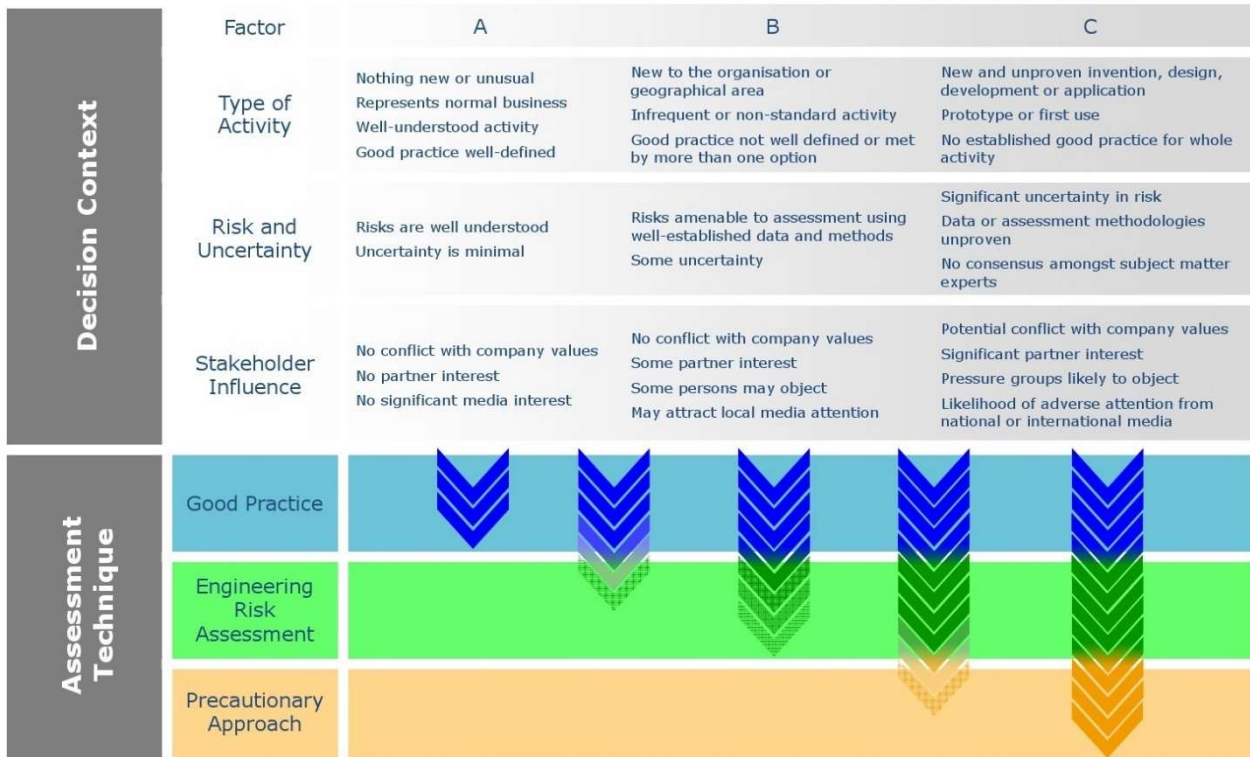 Decision Context
Factor
A
B
C
Type of
Activity
Nothing new or unusual
Represents normal business
Well-understood activity
Good practice well-defined
New to the organisation or
geographical area
Infrequent or non-standard activity
Good practice not well defined or met
by more than one option
New and unproven invention, design,
development or application
Prototype or first use
No established good practice for whole
activity
Risk and
Uncertainty
Risks are well understood
Uncertainty is minimal
Risks amenable to assessment using
well-established data and methods
Some uncertainty
Significant uncertainty in risk
Data or assessment methodologies
unproven
No consensus amongst subject matter
experts
Stakeholder
Influence
No conflict with company values
No partner interest
No significant media interest
No conflict with company values
Some partner interest
Some persons may object
May attract local media attention
Potential conflict with company values
Significant partner interest
Pressure groups likely to object
Likelihood of adverse attention from
national or international media
Assessment
Technique
Good Practice
Engineering
Risk
Assessment
Precautionary
Approach